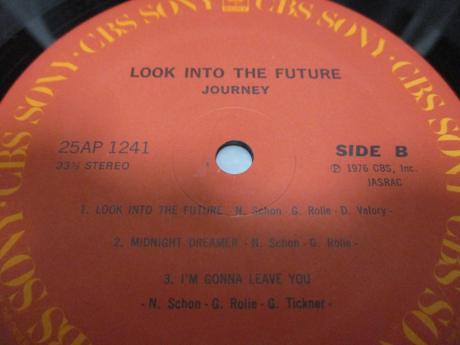 CBS SONY CBS SONY CBS SONY CBS SONY
LOOK INTO THE FUTURE
JOURNEY
25AP 1241
33⅓ STEREO
SIDE B
Ⓟ 1976 CBS, Inc.
JASRAC
1. LOOK INTO THE FUTURE - N. Schon - G. Rolie - D. Valory -
2. MIDNIGHT DREAMER - N. Schon - G. Rolie -
3. I'M GONNA LEAVE YOU
- N. Schon - G. Rolie - G. Tickner -